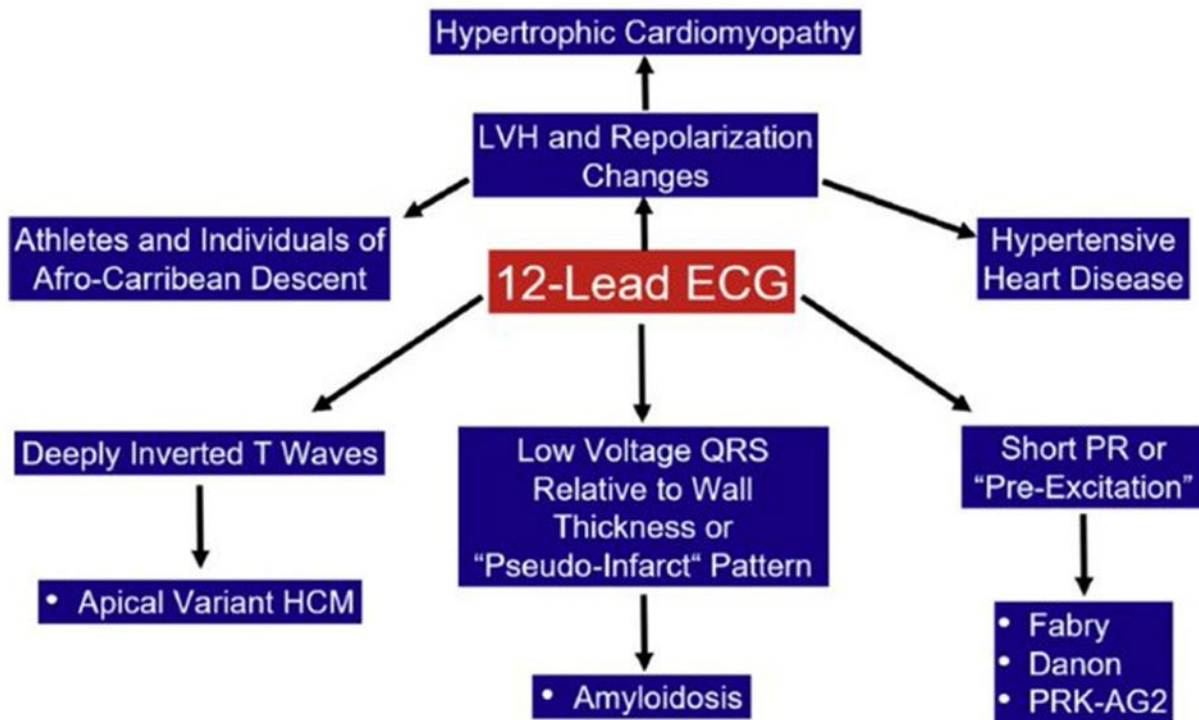 Hypertrophic Cardiomyopathy
LVH and Repolarization
Changes
Athletes and Individuals of
Afro-Carribean Descent
Hypertensive
Heart Disease
12-Lead ECG
Deeply Inverted T Waves
Low Voltage QRS
Relative to Wall
Thickness or
“Pseudo-Infarct“ Pattern
Short PR or
“Pre-Excitation”
• Apical Variant HCM
• Amyloidosis
• Fabry
• Danon
• PRK-AG2